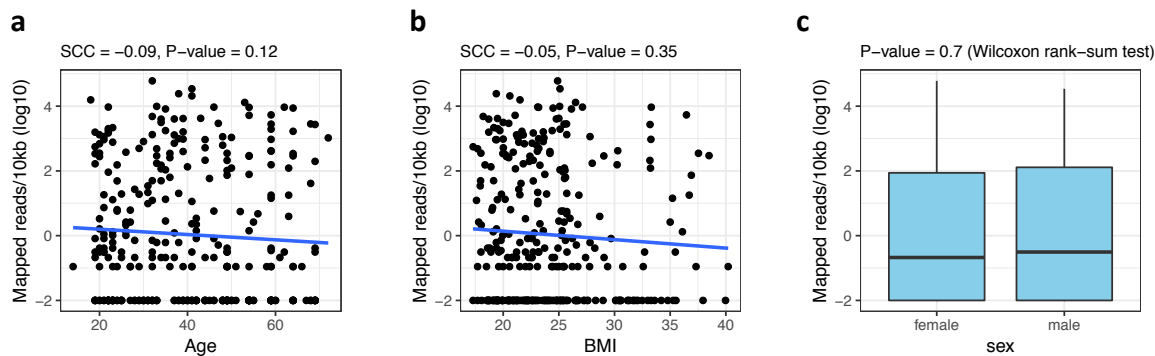 a
SCC = −0.09, P−value = 0.12
Mapped reads/10kb (log10)
4
2
0
−2
20
40
60
Age
b
SCC = −0.05, P−value = 0.35
Mapped reads/10kb (log10)
4
2
0
−2
20
25
30
35
40
BMI
c
P−value = 0.7 (Wilcoxon rank−sum test)
Mapped reads/10kb (log10)
4
2
0
−2
female
male
sex